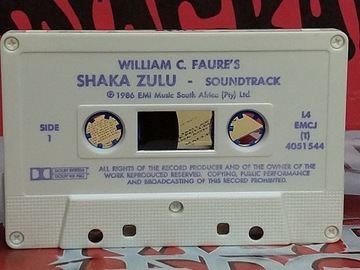 WILLIAM C. FAURE'S
SHAKA ZULU - SOUNDTRACK
℗ 1986 EMI Music South Africa (Pty) Ltd
SIDE
1
L4
EMCJ
(T)
4051544
DOLBY SYSTEM
ALL RIGHTS OF THE RECORD PRODUCER AND OF THE OWNER OF THE
WORK REPRODUCED RESERVED. COPYING, PUBLIC PERFORMANCE
AND BROADCASTING OF THIS RECORD PROHIBITED.